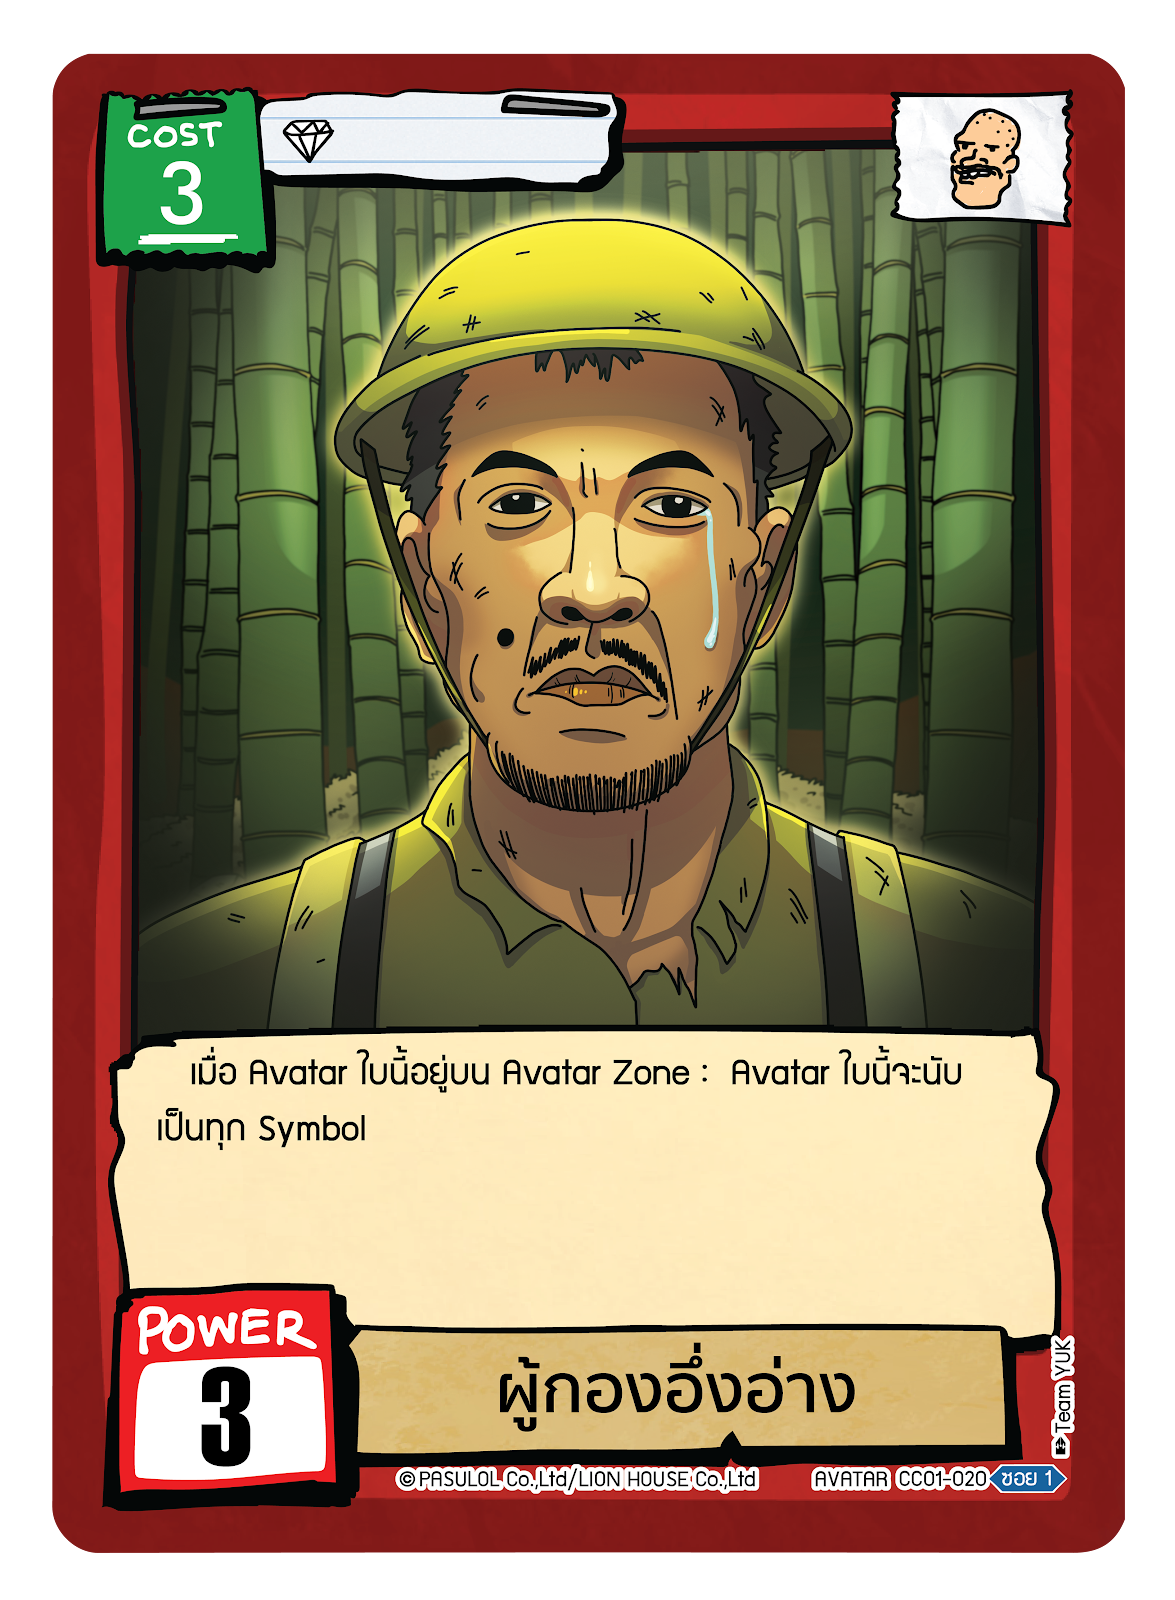 COST
3
เมื่อ Avatar ใบนี้อยู่บน Avatar Zone : Avatar ใบนี้จะนับ
เป็นทุก Symbol
POWER
3
ผู้กองอึ่งอ่าง
Team YUK
© PASULOL Co.,Ltd/LION HOUSE Co.,Ltd
AVATAR CC01-020 ซอย 1